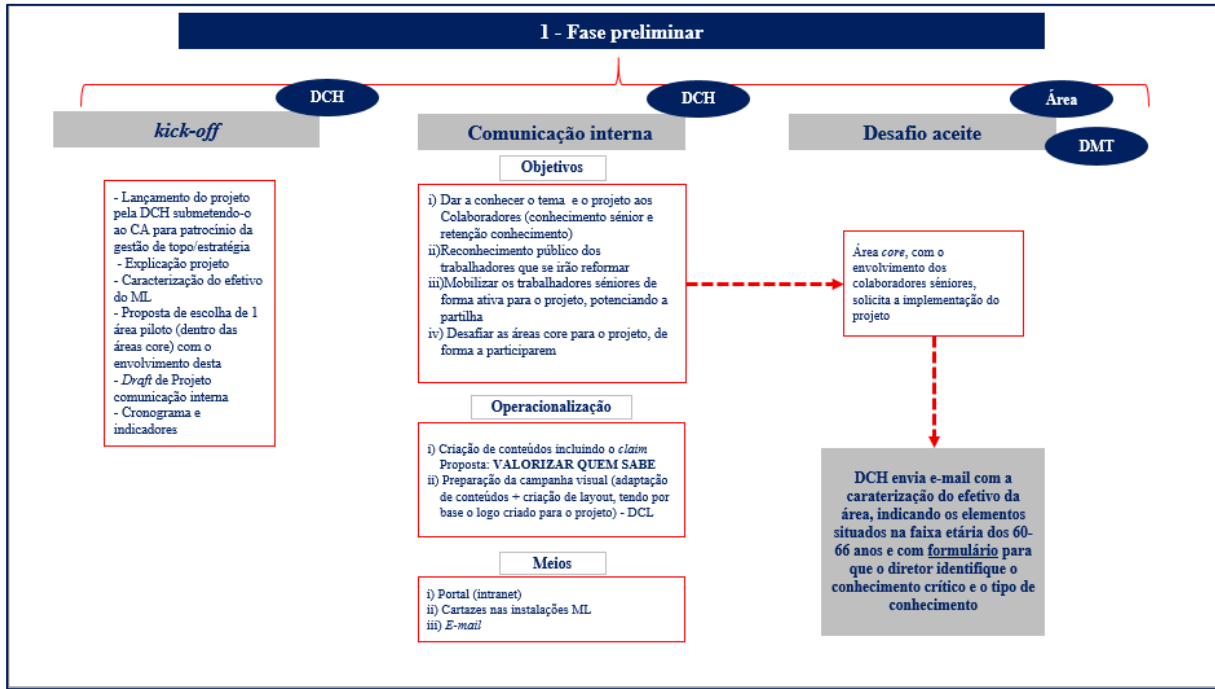 1 - Fase preliminar
DCH
kick-off
- Lançamento do projeto
pela DCH submetendo-o
ao CA para patrocínio da
gestão de topo/estratégia
- Explicação projeto
- Caracterização do efetivo
do ML
- Proposta de escolha de 1
área piloto (dentro das
áreas core) com o
envolvimento desta
- Draft de Projeto
comunicação interna
- Cronograma e
indicadores
DCH
Comunicação interna
Objetivos
i) Dar a conhecer o tema e o projeto aos
Colaboradores (conhecimento sénior e
retenção conhecimento)
ii)Reconhecimento público dos
trabalhadores que se irão reformar
iii)Mobilizar os trabalhadores séniores de
forma ativa para o projeto, potenciando a
partilha
iv) Desafiar as áreas core para o projeto, de
forma a participarem
Operacionalização
i) Criação de conteúdos incluindo o claim
Proposta: VALORIZAR QUEM SABE
ii) Preparação da campanha visual (adaptação
de conteúdos + criação de layout, tendo por
base o logo criado para o projeto) - DCL
Meios
i) Portal (intranet)
ii) Cartazes nas instalações ML
iii) E-mail
Área
Desafio aceite
DMT
Área core, com o
envolvimento dos
colaboradores séniores,
solicita a implementação do
projeto
DCH envia e-mail com a
caraterização do efetivo da
área, indicando os elementos
situados na faixa etária dos 60-
66 anos e com formulário para
que o diretor identifique o
conhecimento crítico e o tipo de
conhecimento